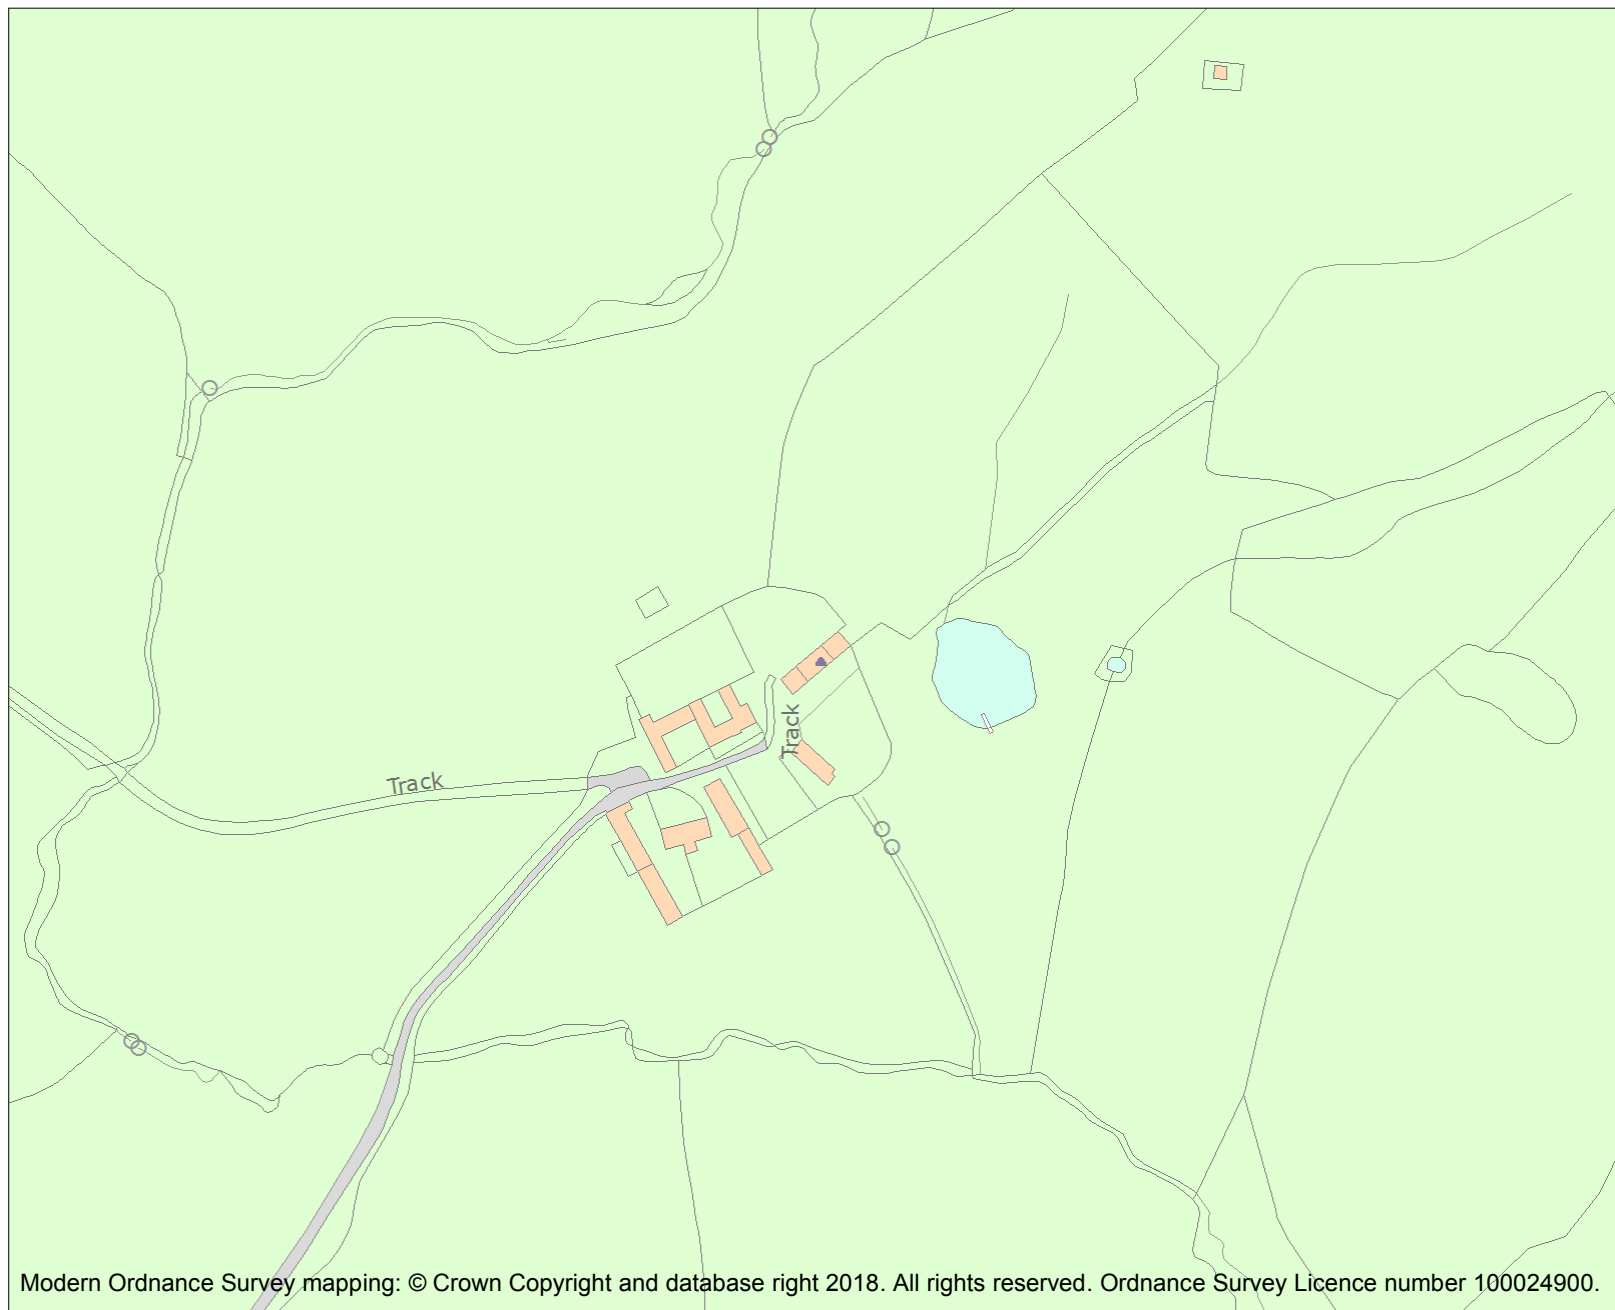 Track
Track
Modern Ordnance Survey mapping: © Crown Copyright and database right 2018. All rights reserved. Ordnance Survey Licence number 100024900.